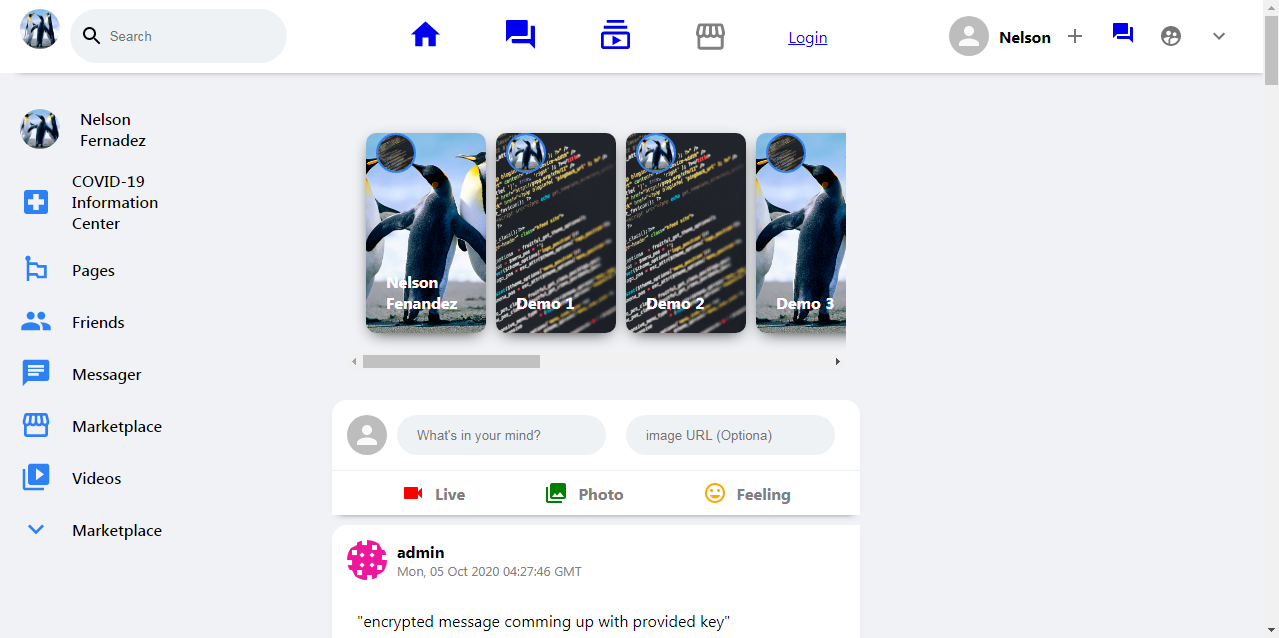 Search
Login
Nelson
Nelson
Fernadez
COVID-19
Information
Center
Pages
Friends
Messager
Marketplace
Videos
Marketplace
Nelson
Fenandez
Demo 1
Demo 2
Demo 3
What's in your mind?
image URL (Optiona)
Live
Photo
Feeling
admin
Mon, 05 Oct 2020 04:27:46 GMT
"encrypted message comming up with provided key"